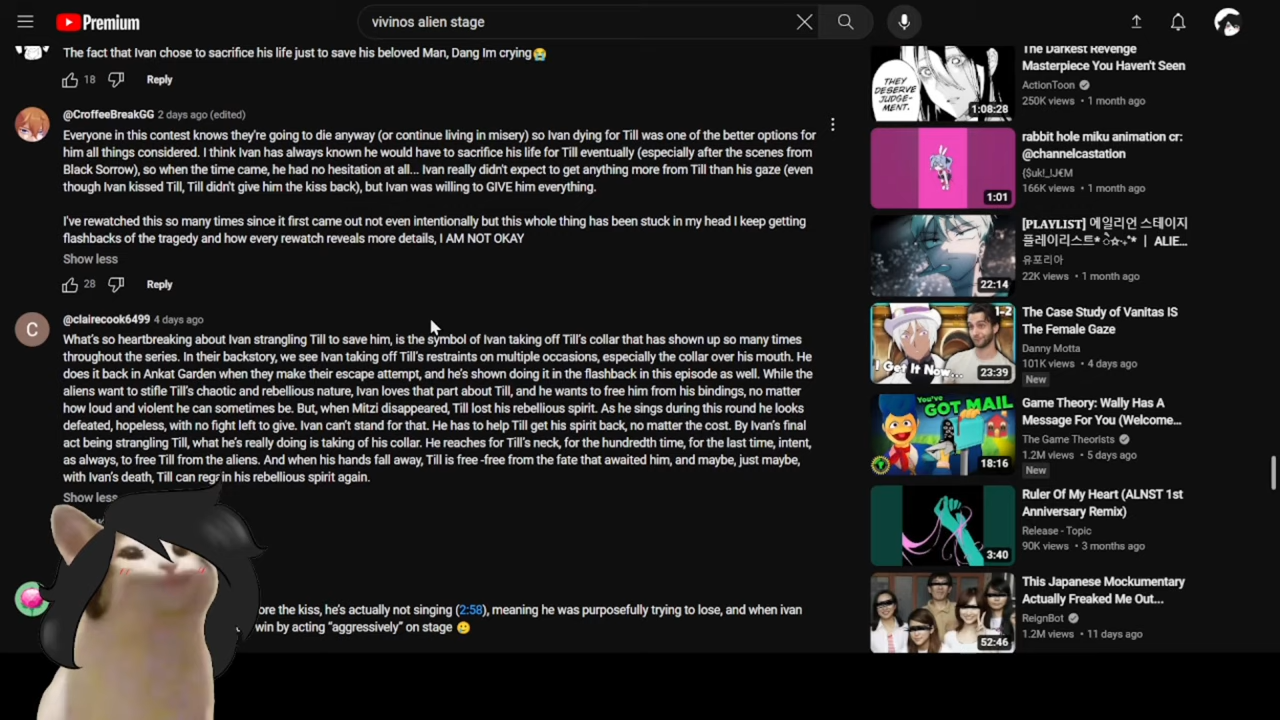 Premium
vivinos alien stage
The fact that Ivan chose to sacrifice his life just to save his beloved Man, Dang Im crying😭
18
Reply
@CroffeeBreakGG 2 days ago (edited)
Everyone in this contest knows they're going to die anyway (or continue living in misery) so Ivan dying for Till was one of the better options for
him all things considered. I think Ivan has always known he would have to sacrifice his life for Till eventually (especially after the scenes from
Black Sorrow), so when the time came, he had no hesitation at all... Ivan really didn't expect to get anything more from Till than his gaze (even
though Ivan kissed Till, Till didn't give him the kiss back), but Ivan was willing to GIVE him everything.
I've rewatched this so many times since it first came out not even intentionally but this whole thing has been stuck in my head I keep getting
flashbacks of the tragedy and how every rewatch reveals more details, I AM NOT OKAY
Show less
28
Reply
C
@clairecook6499 4 days ago
What's so heartbreaking about Ivan strangling Till to save him, is the symbol of Ivan taking off Till's collar that has shown up so many times
throughout the series. In their backstory, we see Ivan taking off Till's restraints on multiple occasions, especially the collar over his mouth. He
does it back in Ankat Garden when they make their escape attempt, and he's shown doing it in the flashback in this episode as well. While the
aliens want to stifle Till's chaotic and rebellious nature, Ivan loves that part about Till, and he wants to free him from his bindings, no matter
how loud and violent he can sometimes be. But, when Mitzi disappeared, Till lost his rebellious spirit. As he sings during this round he looks
defeated, hopeless, with no fight left to give. Ivan can't stand for that. He has to help Till get his spirit back, no matter the cost. By Ivan's final
act being strangling Till, what he's really doing is taking of his collar. He reaches for Till's neck, for the hundredth time, for the last time, intent,
as always, to free Till from the aliens. And when his hands fall away, Till is free -free from the fate that awaited him, and maybe, just maybe,
with Ivan's death, Till can in his rebellious spirit again.
Show less
ore the kiss, he's actually not singing (2:58), meaning he was purposefully trying to lose, and when ivan
win by acting "aggressively" on stage 🥲
THEY
DESERVE
JUDGE-
MENT.
1:08:28
The Darkest Revenge
Masterpiece You Haven't Seen
ActionToon
250K views • 1 month ago
1:01
rabbit hole miku animation cr:
@channelcastation
{$uk!_IJ€M}
166K views • 1 month ago
22:14
[PLAYLIST] 에일리언 스테이지
플레이리스트* | ALIE...
유포리아
22K views • 1 month ago
1-2
I Get It Now...
23:39
The Case Study of Vanitas IS
The Female Gaze
Danny Motta
101K views • 4 days ago
New
You've
GOT MAIL
18:16
Game Theory: Wally Has A
Message For You (Welcome...
The Game Theorists
1.2M views • 5 days ago
New
3:40
Ruler Of My Heart (ALNST 1st
Anniversary Remix)
Release - Topic
90K views • 3 months ago
52:46
This Japanese Mockumentary
Actually Freaked Me Out...
ReignBot
1.2M views • 11 days ago